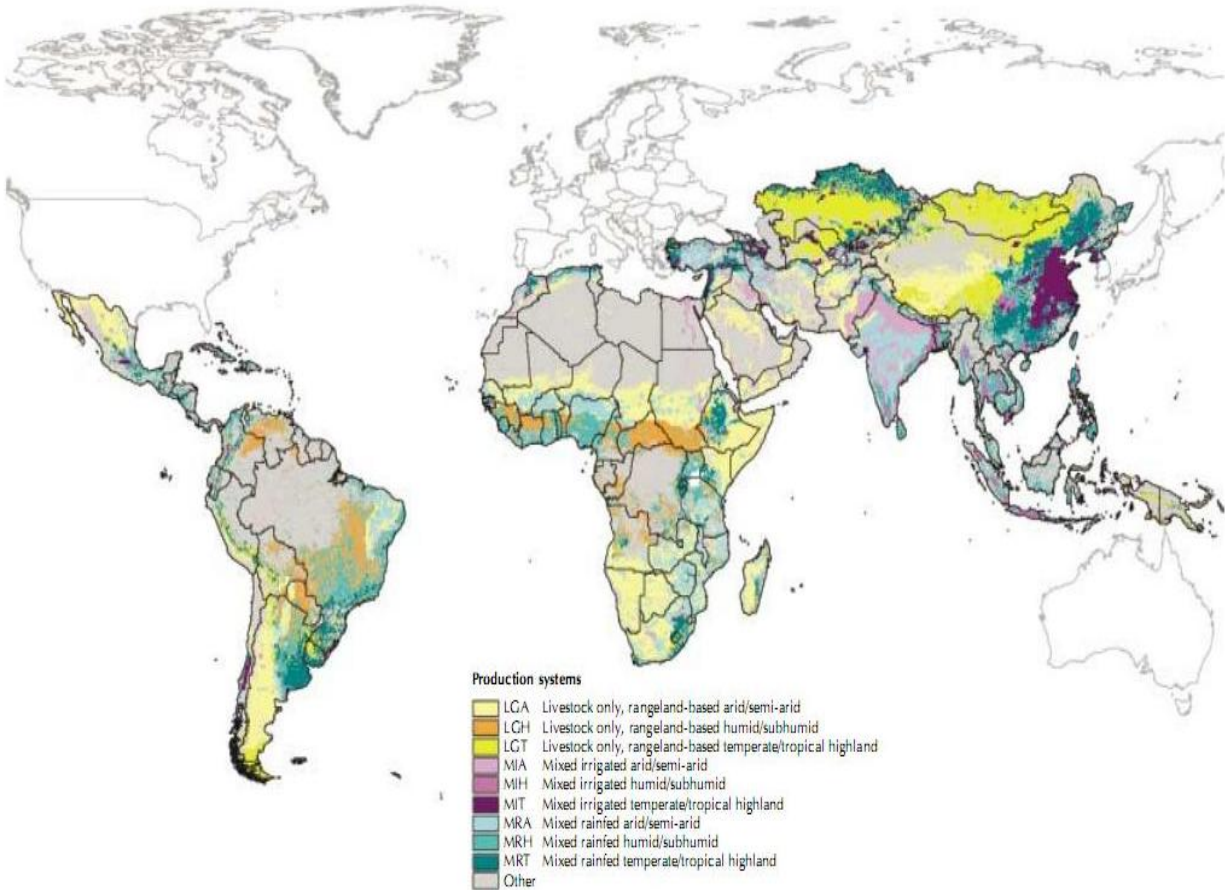 Production systems
LGA Livestock only, rangeland-based arid/semi-arid
LGH Livestock only, rangeland-based humid/subhumid
LGT Livestock only, rangeland-based temperate/tropical highland
MIA Mixed irrigated arid/semi-arid
MIH Mixed irrigated humid/subhumid
MIT Mixed irrigated temperate/tropical highland
MRA Mixed rainfed arid/semi-arid
MRH Mixed rainfed humid/subhumid
MRT Mixed rainfed temperate/tropical highland
Other